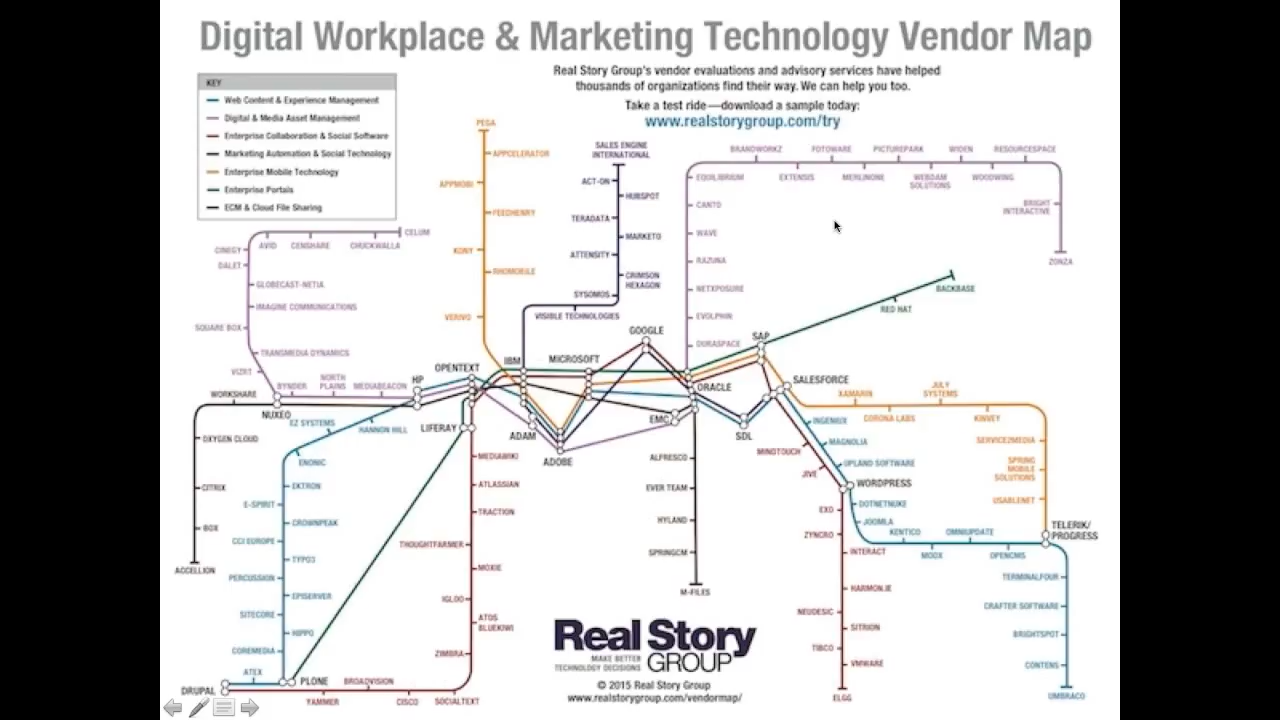 Digital Workplace & Marketing Technology Vendor Map
Real Story Group's vendor evaluations and advisory services have helped
thousands of organizations find their way. We can help you too.
Take a test ride—download a sample today:
www.realstorygroup.com/try
KEY
Web Content & Experience Management
Digital & Media Asset Management
Enterprise Collaboration & Social Software
Marketing Automation & Social Technology
Enterprise Mobile Technology
Enterprise Portals
ECM & Cloud File Sharing
PEGA
APPCELERATOR
APPMOBI
FEEDHENRY
KONY
RHOMOBILE
VERIVO
SALES ENGINE
INTERNATIONAL
ACT-ON
HUBSPOT
TERADATA
MARKETO
ATTENSITY
CRIMSON
HEXAGON
SYSOMOS
VISIBLE TECHNOLOGIES
BRANDWORKZ
FOTOWARE
PICTUREPARK
WIDEN
RESOURCESPACE
EQUILIBRIUM
EXTENSIS
MERLINONE
WEBDAM
SOLUTIONS
WOODWING
BRIGHT
INTERACTIVE
ZONZA
CANTO
WAVE
RAZUNA
NETXPOSURE
EVOLPHIN
DURASPACE
CELUM
CINEGY
AVID
CENSHARE
CHUCKWALLA
DALET
GLOBECAST-NETIA
IMAGINE COMMUNICATIONS
SQUARE BOX
TRANSMEDIA DYNAMICS
VIZRT
BYNDER
NORTH
PLAINS
MEDIABEACON
HP
OPENTEXT
IBM
MICROSOFT
GOOGLE
SAP
BACKBASE
RED HAT
ORACLE
SALESFORCE
WORKSHARE
NUXEO
EZ SYSTEMS
HANNON HILL
LIFERAY
ADAM
ADOBE
EMC
SDL
XAMARIN
JULY
SYSTEMS
CORONA LABS
KINVEY
SERVICE2MEDIA
SPRING
MOBILE
SOLUTIONS
USABLENET
TELERIK/
PROGRESS
OXYGEN CLOUD
CITRIX
BOX
ACCELLION
ENONIC
EKTRON
E-SPIRIT
CROWNPEAK
CCI EUROPE
TYPO3
PERCUSSION
EPISERVER
SITECORE
HIPPO
COREMEDIA
ATEX
DRUPAL
PLONE
BROADVISION
YAMMER
CISCO
SOCIALTEXT
MEDIAWIKI
ATLASSIAN
TRACTION
THOUGHTFARMER
MOXIE
IGLOO
ATOS
BLUEKIWI
ZIMBRA
ALFRESCO
EVER TEAM
HYLAND
SPRINGCM
M-FILES
INGENIUX
MAGNOLIA
MINDTOUCH
UPLAND SOFTWARE
JIVE
WORDPRESS
DOTNETNUKE
JOOMLA
KENTICO
OMNIUPDATE
MODX
OPENCMS
EXO
ZYNCRO
INTERACT
HARMON.IE
NEUDESIC
SITRION
TIBCO
VMWARE
ELGG
TERMINALFOUR
CRAFTER SOFTWARE
BRIGHTSPOT
CONTENS
UMBRACO
Real Story
GROUP
MAKE BETTER
TECHNOLOGY DECISIONS
© 2015 Real Story Group
www.realstorygroup.com/vendormap/